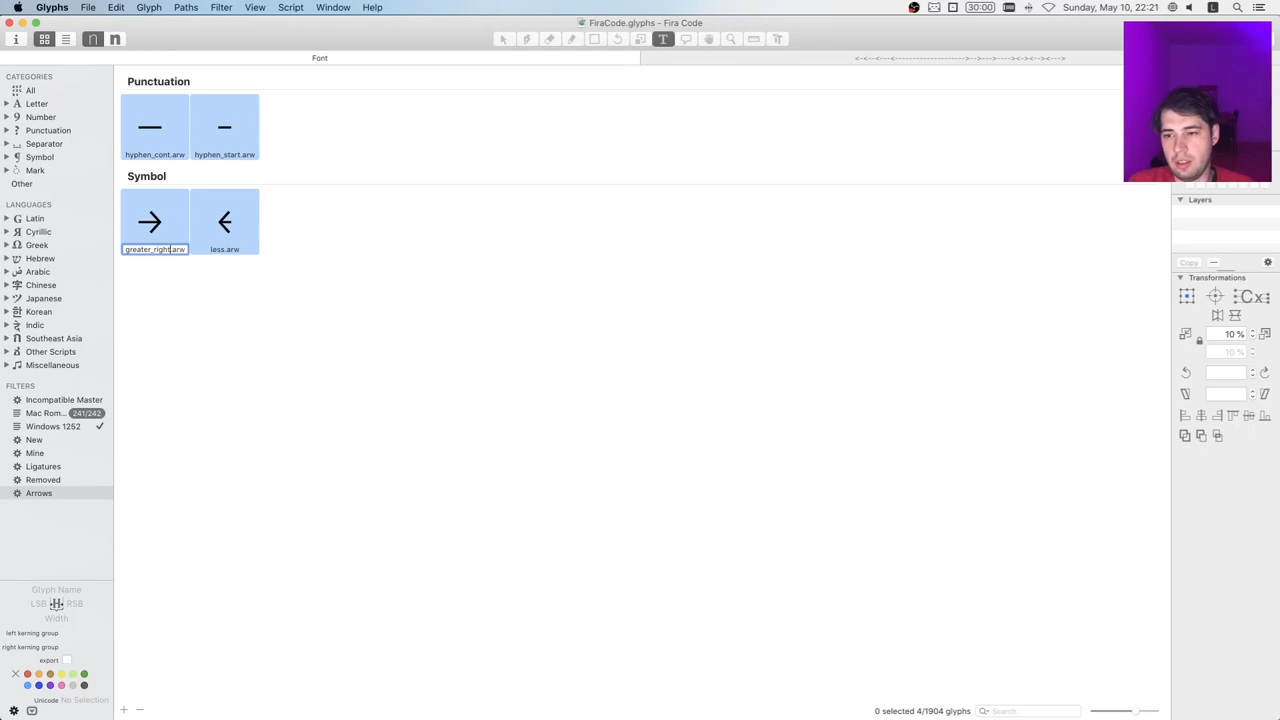 Glyphs File Edit Glyph Paths Filter View Script Window Help 30:00 L Sunday, May 10, 22:21
FiraCode.glyphs - Fira Code
Font
<-<--<---<--------------------->-->--->----><-><--><--->
CATEGORIES
All
Letter
Number
Punctuation
Separator
Symbol
Mark
Other
LANGUAGES
Latin
Cyrillic
Greek
Hebrew
Arabic
Chinese
Japanese
Korean
Indic
Southeast Asia
Other Scripts
Miscellaneous
FILTERS
Incompatible Master
Mac Rom... 241/242
Windows 1252
New
Mine
Ligatures
Removed
Arrows
Glyph Name
LSB H RSB
Width
left kerning group
right kerning group
export
Unicode No Selection
Punctuation
hyphen_cont.arw hyphen_start.arw
Symbol
greater_right.arw less.arw
0 selected 4/1904 glyphs
Search
Layers
Copy
Transformations
10 %
10 %